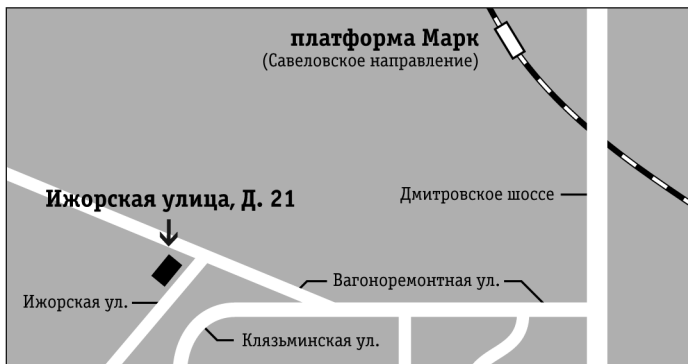 платформа Марк
(Савеловское направление)
Дмитровское шоссе
Ижорская улица, Д. 21
Вагоноремонтная ул.
Ижорская ул.
Клязьминская ул.